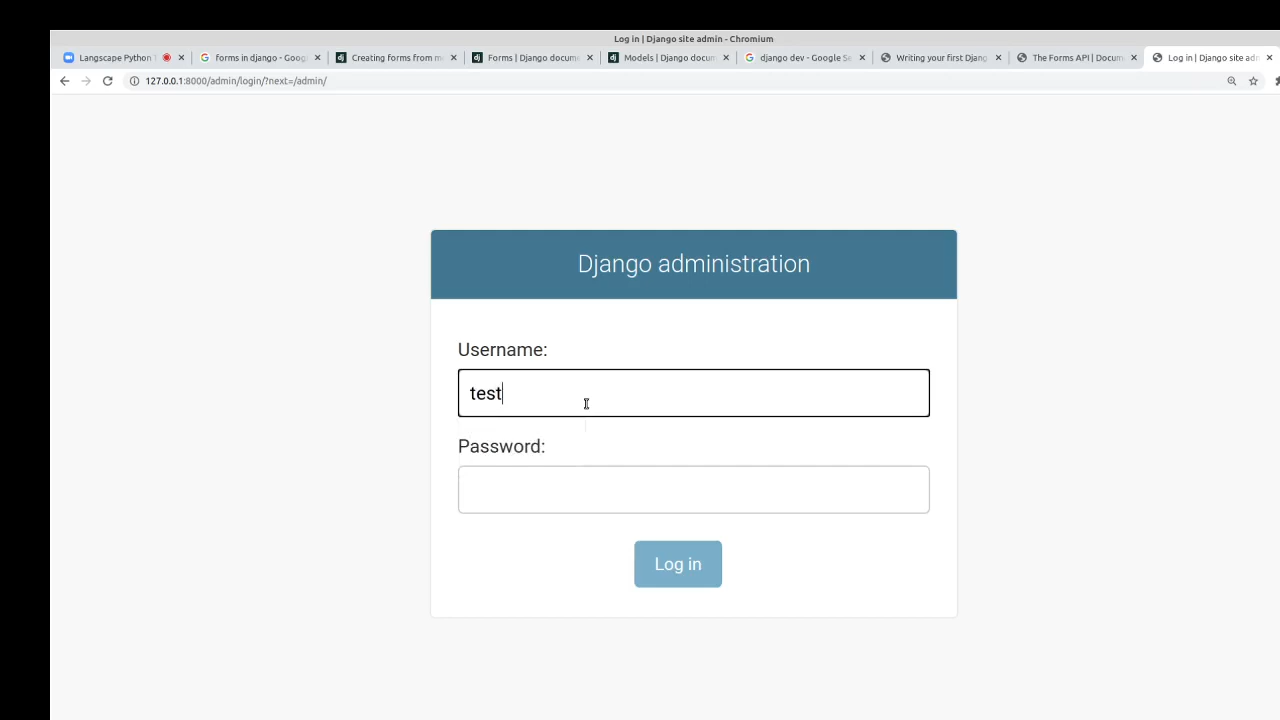 Log in | Django site admin - Chromium
Langscape Python
forms in django - Goog
Creating forms from m
Forms | Django docume
Models | Django docum
django dev - Google Se
Writing your first Djang
The Forms API | Docum
Log in | Django site adm
127.0.0.1:8000/admin/login/?next=/admin/
Django administration
Username:
test
Password:
Log in